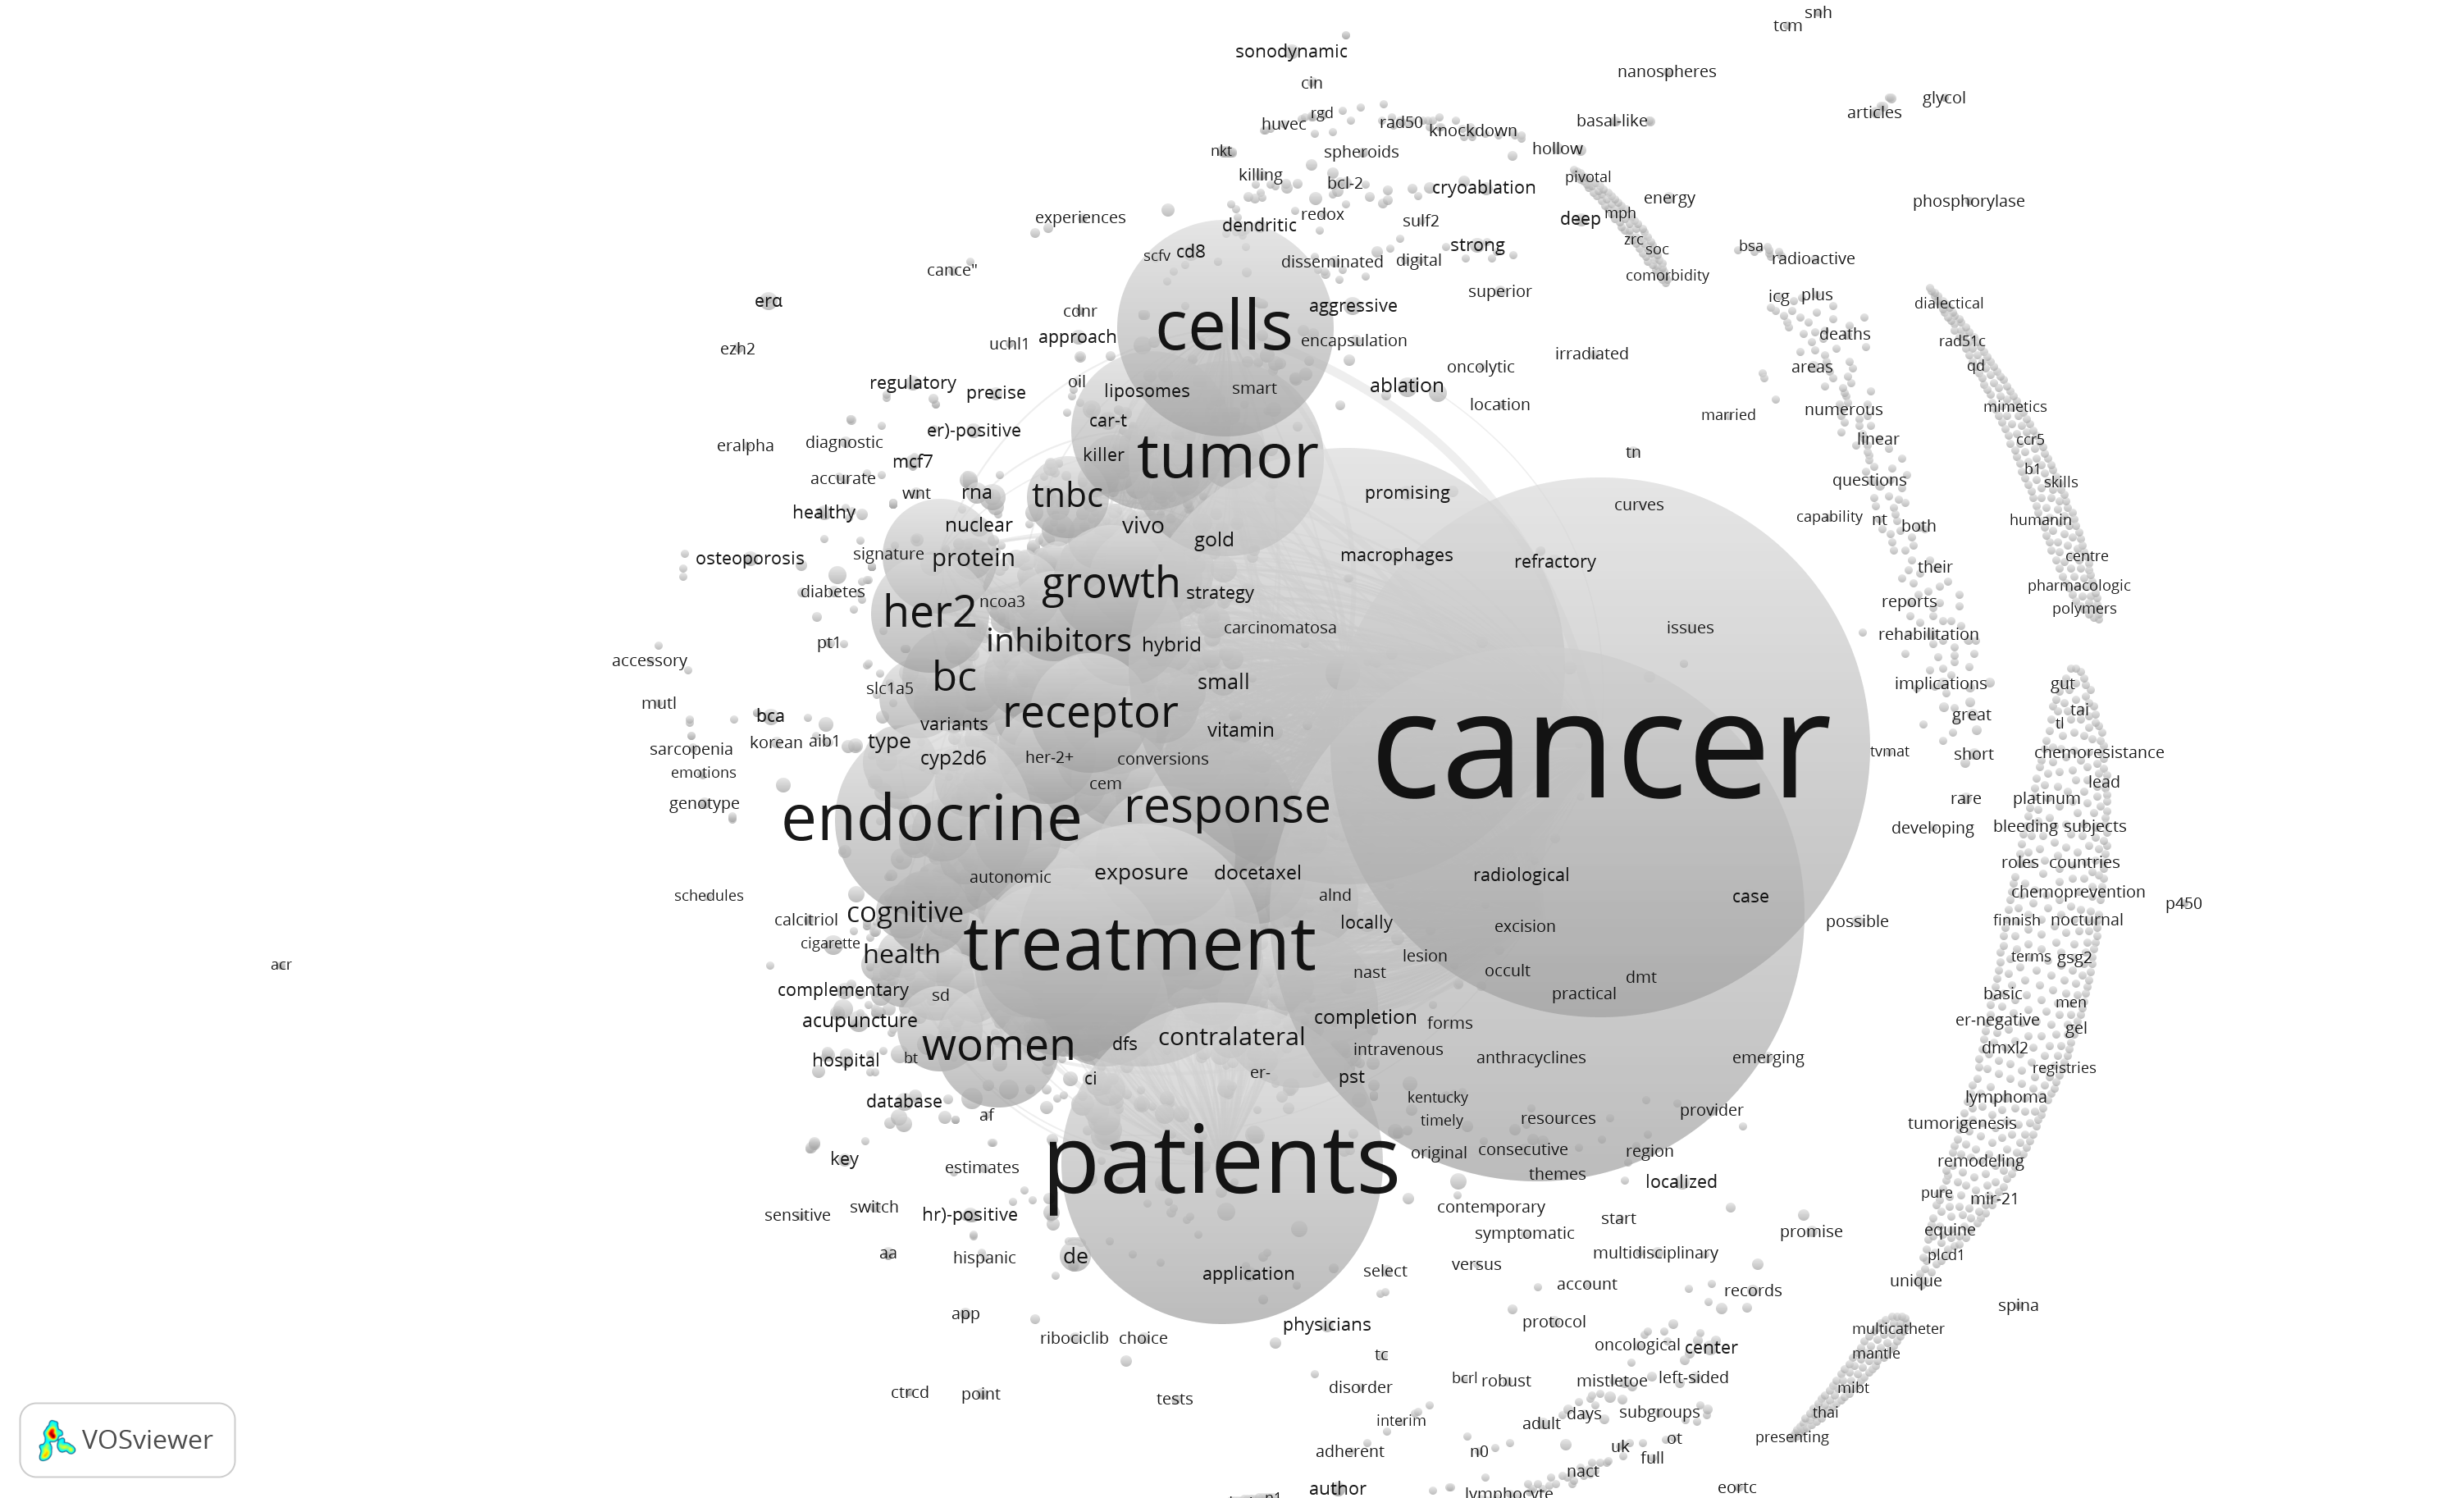 snh
tcm
sonodynamic
nanospheres
cin
glycol
articles
rgd
huvec
rad50
knockdown
basal-like
nkt
spheroids
hollow
killing
bcl-2
cryoablation
pivotal
energy
phosphorylase
experiences
dendritic
redox
sulf2
deep
mph
zrc
soc
scfv
cd8
strong
bsa
radioactive
cance"
disseminated
digital
comorbidity
erα
superior
icg
plus
dialectical
cdnr
aggressive
cells
deaths
ezh2
uchl1
approach
encapsulation
irradiated
rad51c
oncolytic
areas
qd
regulatory
precise
oil
liposomes
smart
ablation
location
married
numerous
mimetics
er)-positive
car-t
eralpha
diagnostic
killer
tumor
tn
linear
ccr5
mcf7
b1
accurate
wnt
rna
tnbc
promising
curves
questions
skills
healthy
nuclear
vivo
gold
capability
nt
both
humanin
osteoporosis
signature
protein
macrophages
refractory
their
centre
diabetes
her2
ncoa3
growth
strategy
reports
pharmacologic
polymers
pt1
inhibitors
hybrid
carcinomatosa
issues
rehabilitation
accessory
bc
slc1a5
small
implications
gut
mutl
bca
variants
receptor
vitamin
great
tai
tl
sarcopenia
korean
aib1
type
cyp2d6
her-2+
conversions
cancer
tvmat
short
chemoresistance
emotions
cem
lead
genotype
endocrine
response
rare
platinum
developing
bleeding
subjects
schedules
autonomic
exposure
docetaxel
radiological
roles
countries
alnd
case
chemoprevention
p450
calcitriol
cognitive
locally
excision
possible
finnish
nocturnal
cigarette
health
treatment
lesion
acr
nast
occult
dmt
terms
gsg2
complementary
sd
practical
basic
men
acupuncture
completion
forms
er-negative
gel
hospital
bt
women
dfs
contralateral
intravenous
anthracyclines
emerging
dmxl2
registries
ci
er-
pst
database
af
kentucky
timely
resources
provider
lymphoma
tumorigenesis
key
estimates
patients
original
consecutive
region
themes
localized
remodeling
pure
mir-21
sensitive
switch
hr)-positive
contemporary
start
symptomatic
promise
equine
aa
hispanic
de
application
select
versus
multidisciplinary
plcd1
account
records
unique
app
physicians
protocol
spina
ribociclib
choice
tc
oncological
center
multicatheter
mantle
ctrcd
point
tests
disorder
bcrl
robust
mistletoe
left-sided
mibt
interim
adult
days
subgroups
thai
adherent
n0
uk
ot
full
presenting
VOSviewer
nact
author
lymphocyte
eortc